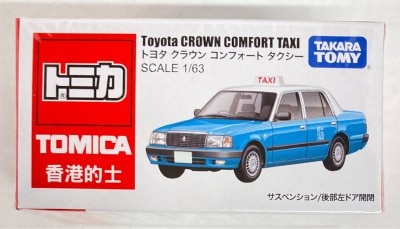 Toyota CROWN COMFORT TAXI
トヨタ クラウン コンフォート タクシー
SCALE 1/63
TAKARA
TOMY
トミカ
TOMICA
香港的士
TAXI
サスペンション/後部左ドア開閉